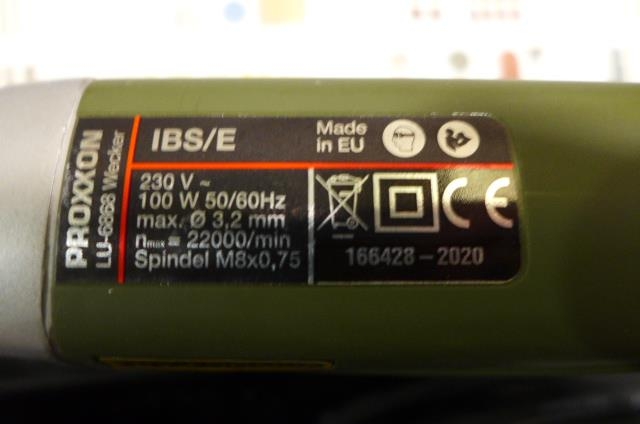 PROXXON
LU-6868 Wecker
IBS/E
Made
in EU
230 V ~
100 W 50/60Hz
max. Ø 3,2 mm
nmax = 22000/min
Spindel M8x0,75
CE
166428 - 2020